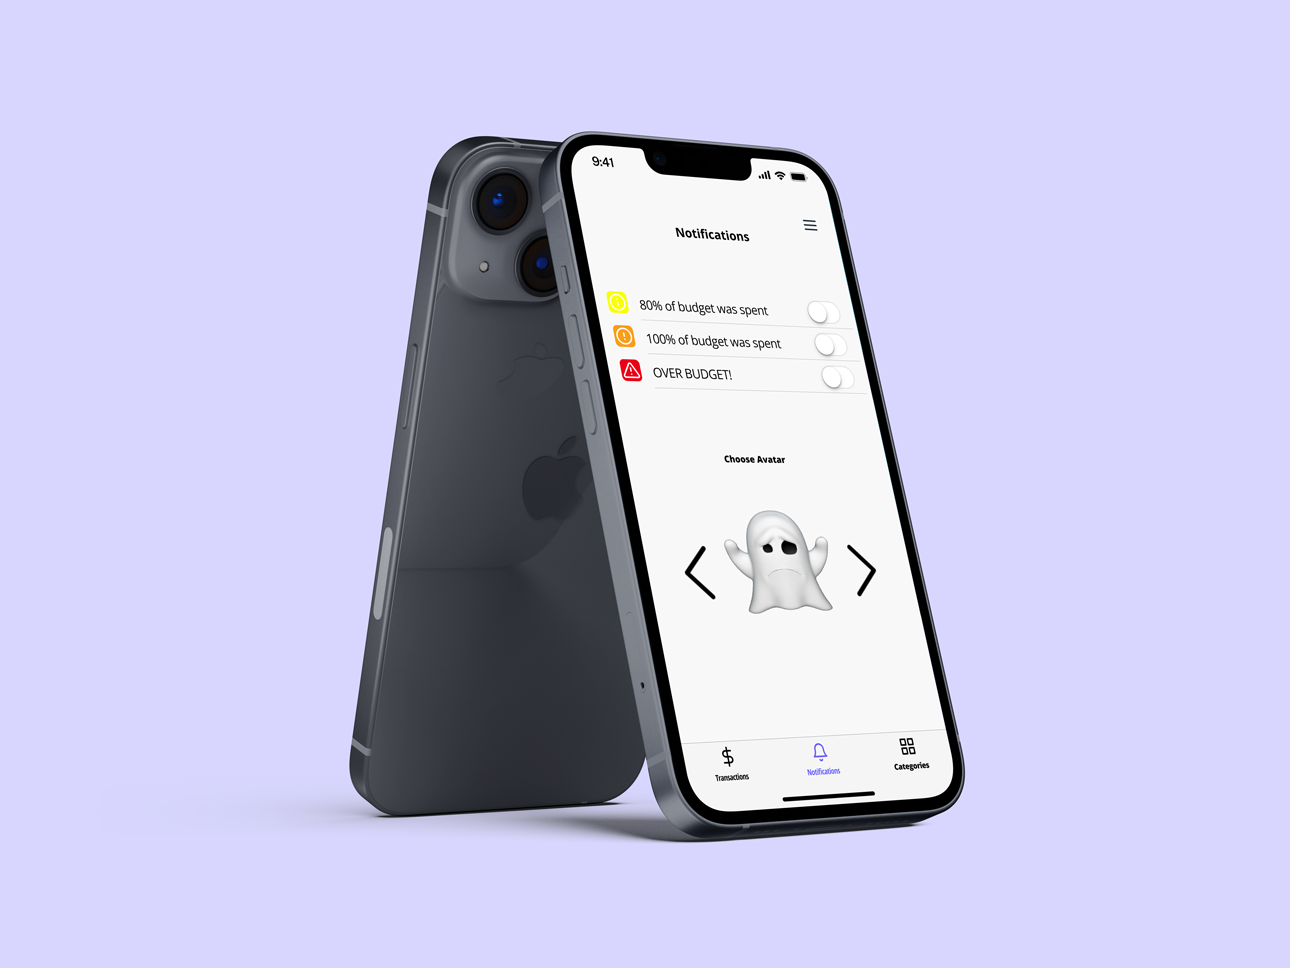 9:41
Notifications
80% of budget was spent
100% of budget was spent
OVER BUDGET!
Choose Avatar
Transactions
Notifications
Categories